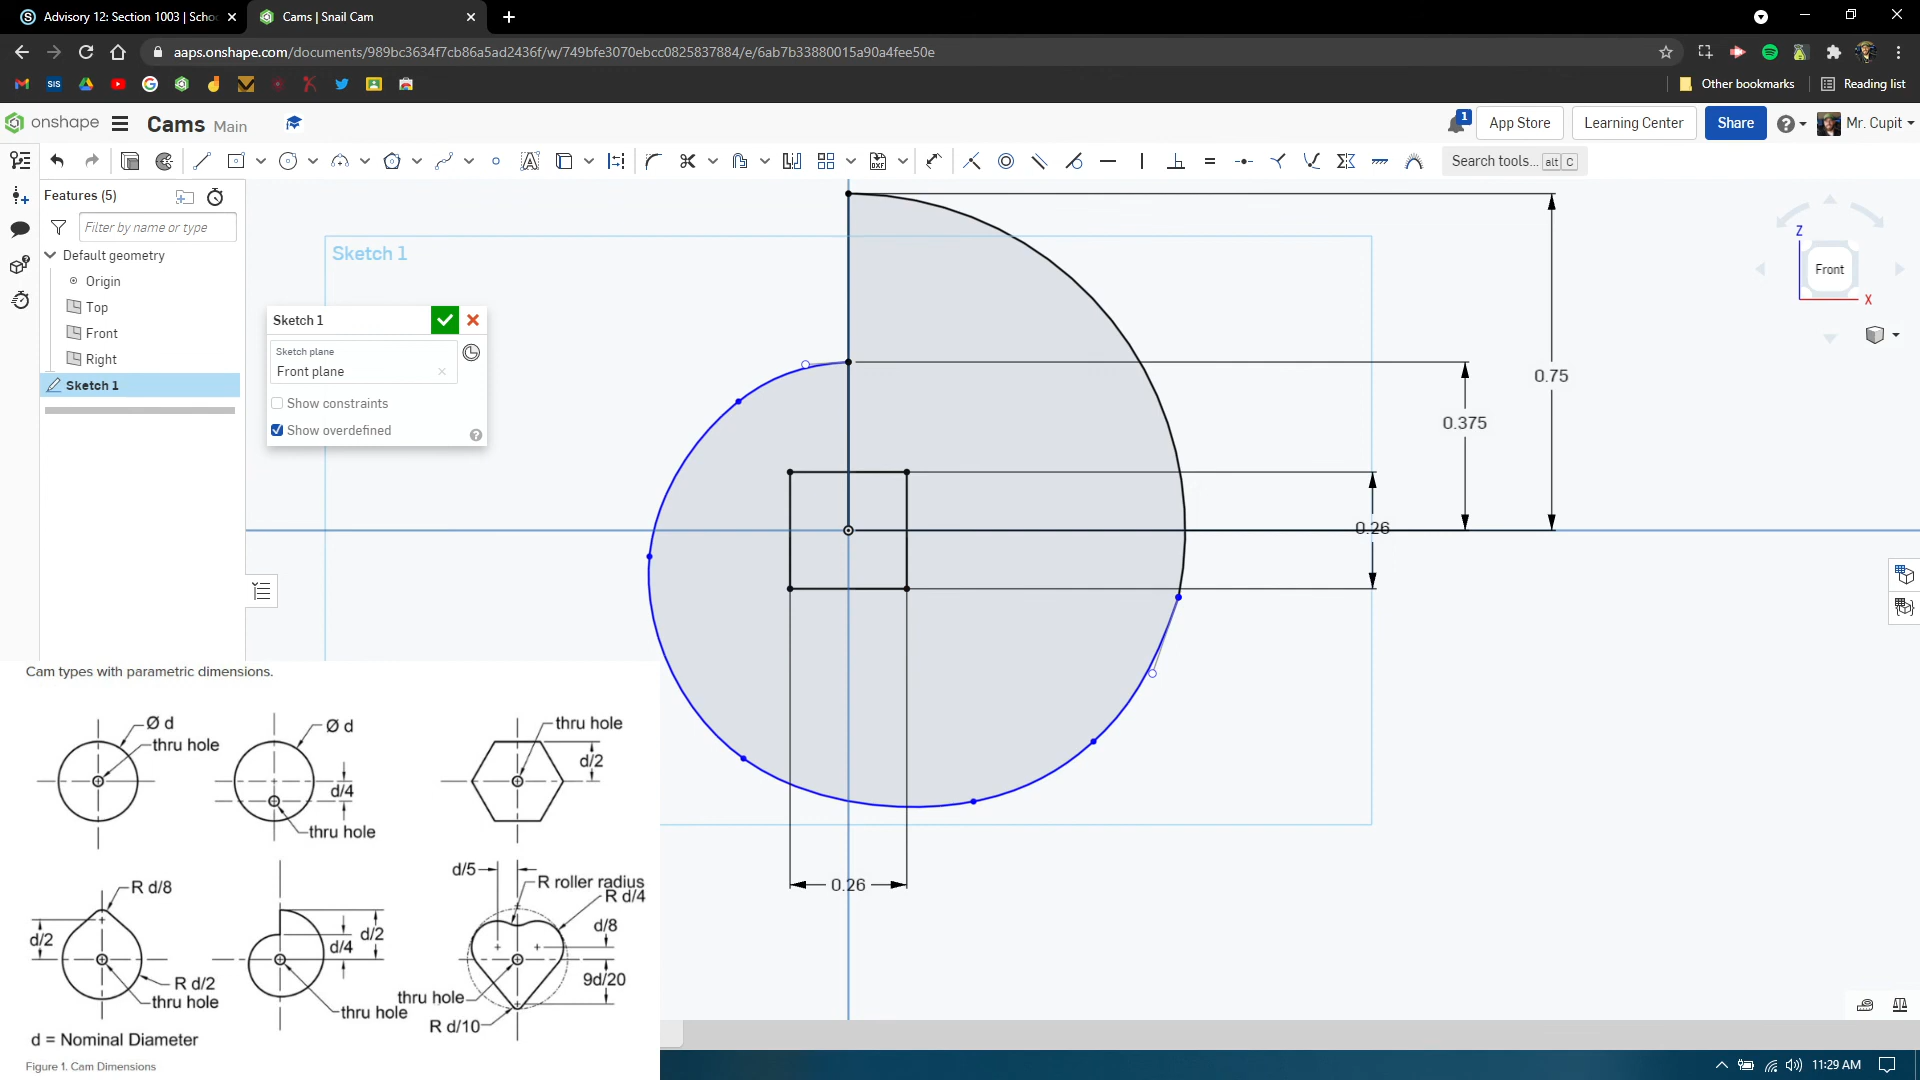 Advisory 12: Section 1003 | Scho
Cams | Snail Cam
aaps.onshape.com/documents/989bc3634f7cb86a5ad2436f/w/749bfe3070ebcc0825837884/e/6ab7b33880015a90a4fee50e
SIS
Other bookmarks
Reading list
onshape
Cams Main
1
App Store
Learning Center
Share
Mr. Cupit
Search tools... alt C
Features (5)
Filter by name or type
Default geometry
Origin
Top
Front
Right
Sketch 1
Sketch 1
Sketch 1
Sketch plane
Front plane
Show constraints
Show overdefined
Z
Front
X
0.75
0.375
0.26
0.26
Cam types with parametric dimensions.
Ø d
thru hole
Ø d
d/4
thru hole
thru hole
d/2
R d/8
d/2
R d/2
thru hole
d/4
d/2
thru hole
d/5
R roller radius
R d/4
d/8
9d/20
thru hole
R d/10
d = Nominal Diameter
Figure 1. Cam Dimensions
11:29 AM